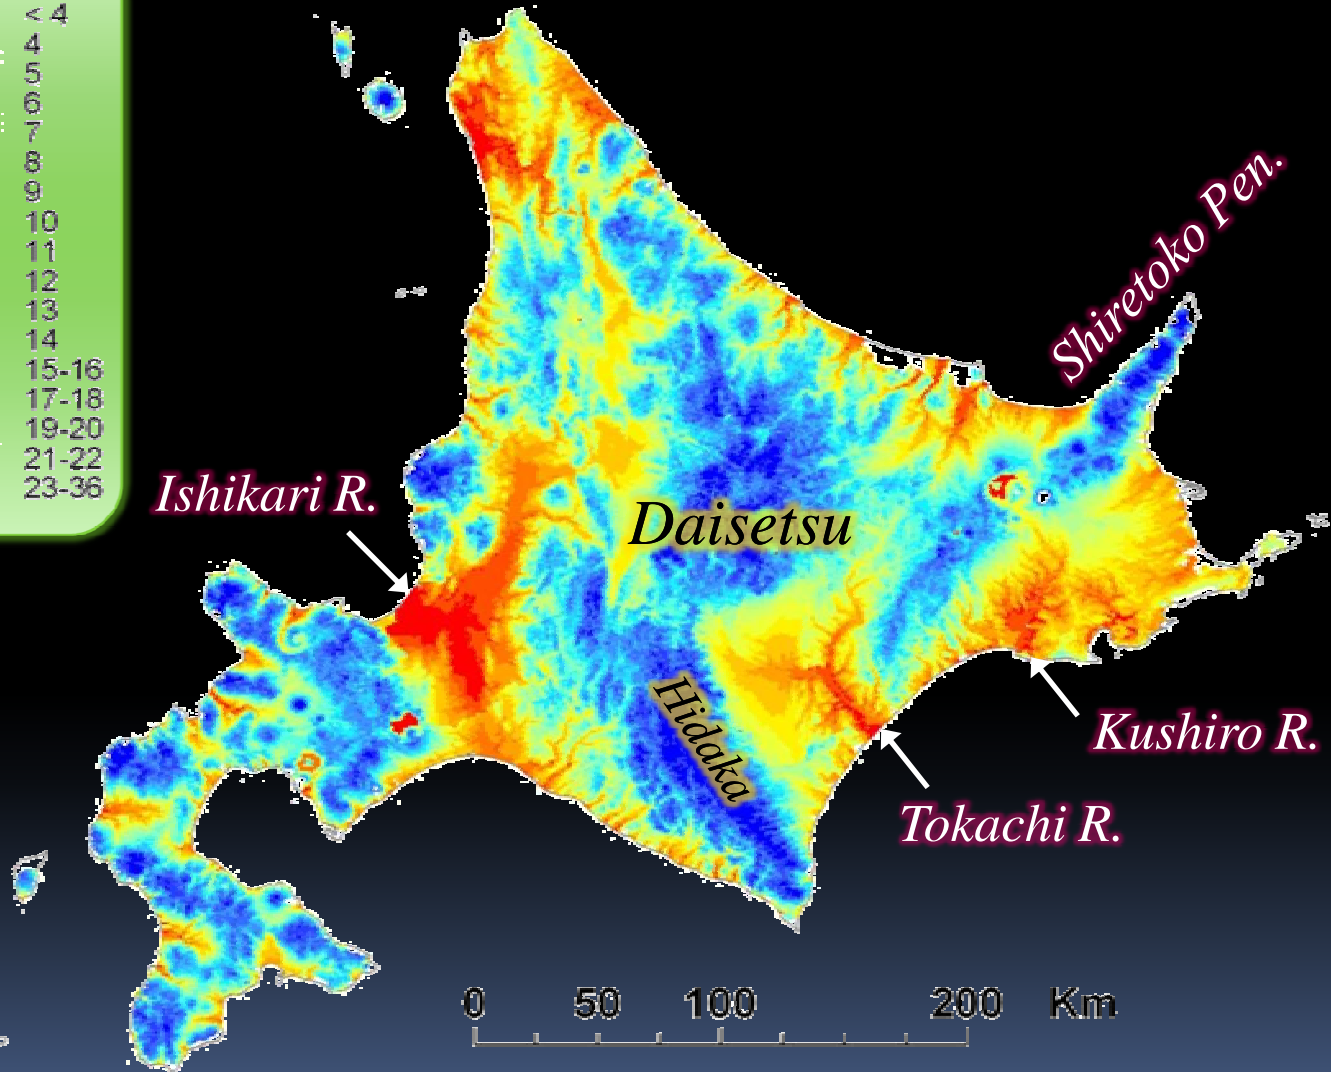 < 4
4
5
6
7
8
9
10
11
12
13
14
15-16
17-18
19-20
21-22
23-36
Shiretoko Pen.
Ishikari R.
Daisetsu
Hidaka
Kushiro R.
Tokachi R.
0 50 100 200 Km